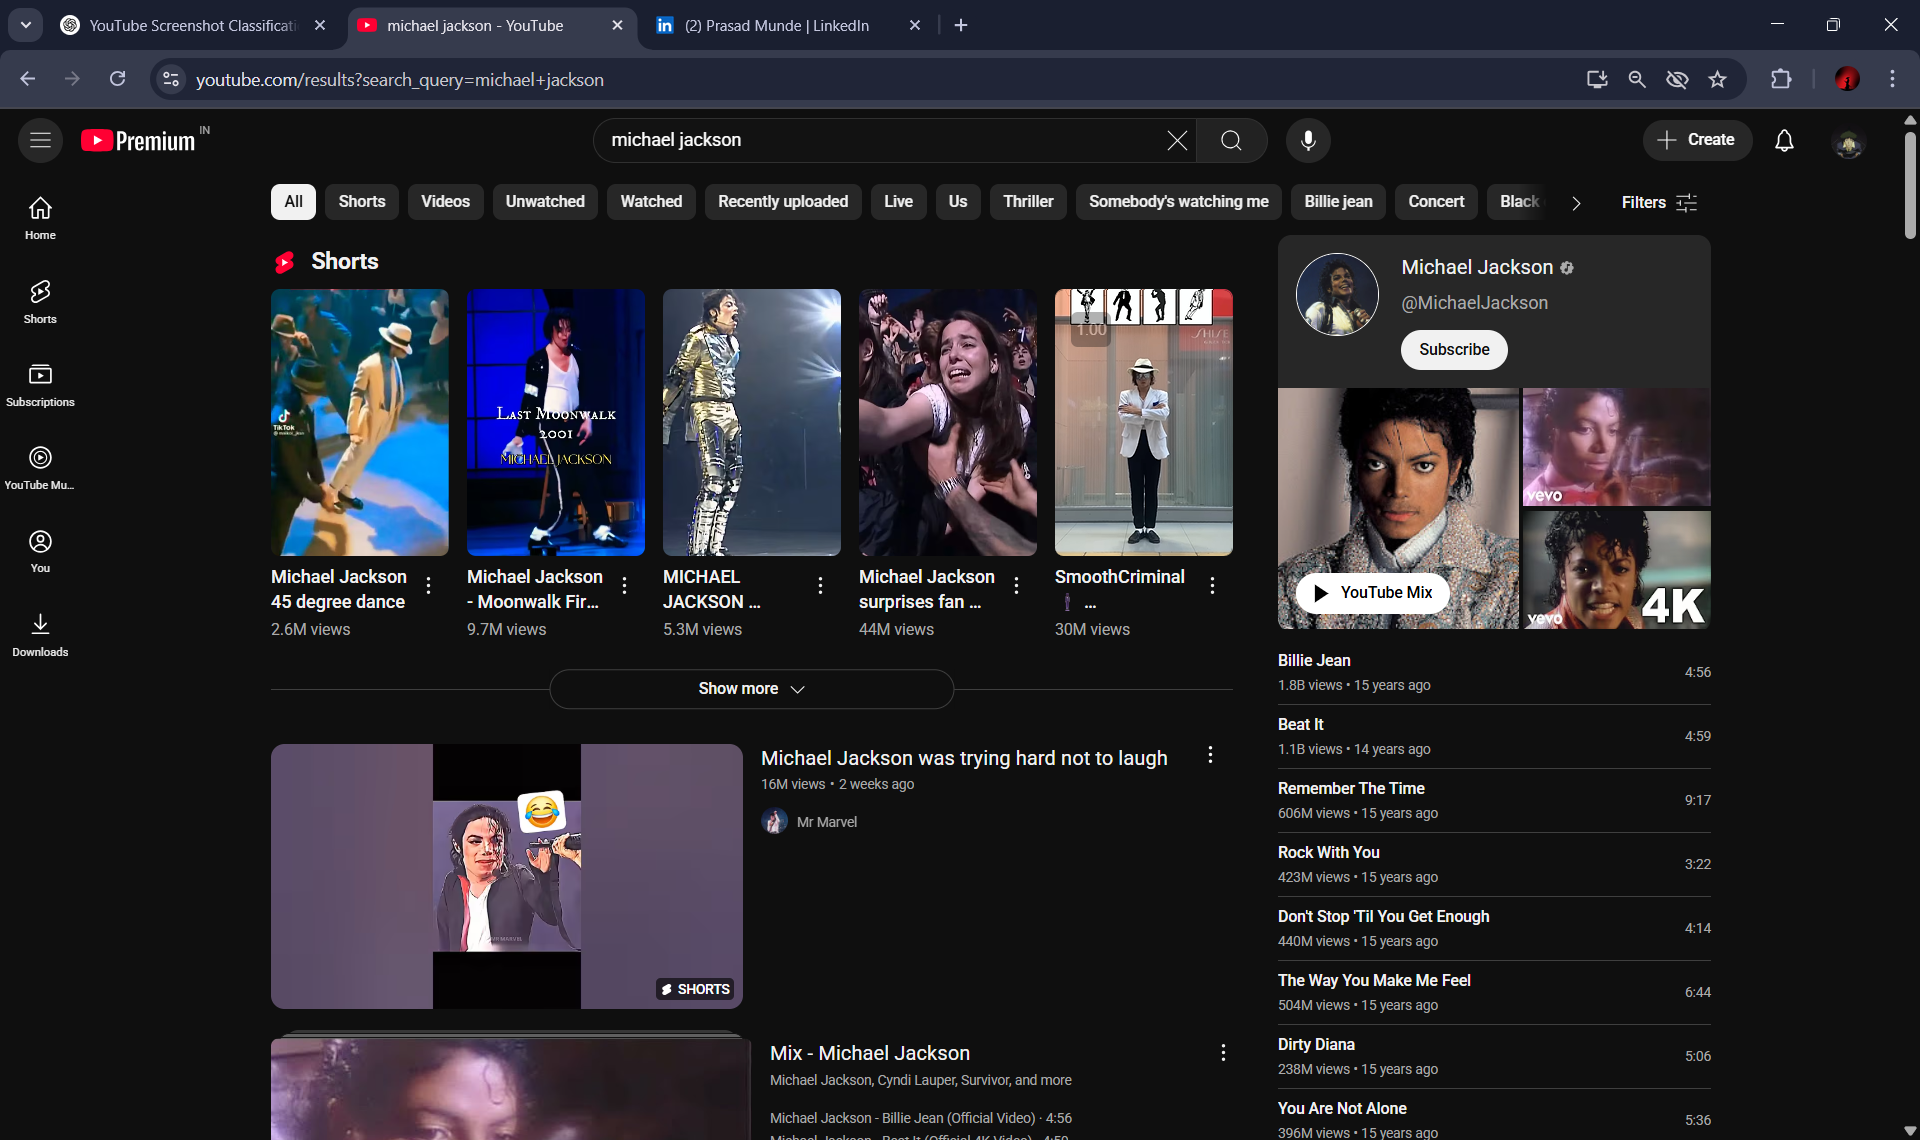 YouTube Screenshot Classificati
michael jackson - YouTube
(2) Prasad Munde | LinkedIn
youtube.com/results?search_query=michael+jackson
Premium IN
michael jackson
Create
All
Shorts
Videos
Unwatched
Watched
Recently uploaded
Live
Us
Thriller
Somebody's watching me
Billie jean
Concert
Black
Filters
Home
Shorts
Subscriptions
YouTube Mu...
You
Downloads
Shorts
TikTok
LAST MOONWALK
2001
MICHAEL JACKSON
1.00
Michael Jackson
45 degree dance
2.6M views
Michael Jackson
- Moonwalk Fir...
9.7M views
MICHAEL
JACKSON ...
5.3M views
Michael Jackson
surprises fan ...
44M views
SmoothCriminal
...
30M views
Show more
SHORTS
Michael Jackson was trying hard not to laugh
16M views • 2 weeks ago
Mr Marvel
Mix - Michael Jackson
Michael Jackson, Cyndi Lauper, Survivor, and more
Michael Jackson - Billie Jean (Official Video) · 4:56
Michael Jackson - Beat It (Official 4K Video) · 4:59
Michael Jackson
@MichaelJackson
Subscribe
YouTube Mix
vevo
vevo
4K
Billie Jean
1.8B views • 15 years ago
4:56
Beat It
1.1B views • 14 years ago
4:59
Remember The Time
606M views • 15 years ago
9:17
Rock With You
423M views • 15 years ago
3:22
Don't Stop 'Til You Get Enough
440M views • 15 years ago
4:14
The Way You Make Me Feel
504M views • 15 years ago
6:44
Dirty Diana
238M views • 15 years ago
5:06
You Are Not Alone
396M views • 15 years ago
5:36